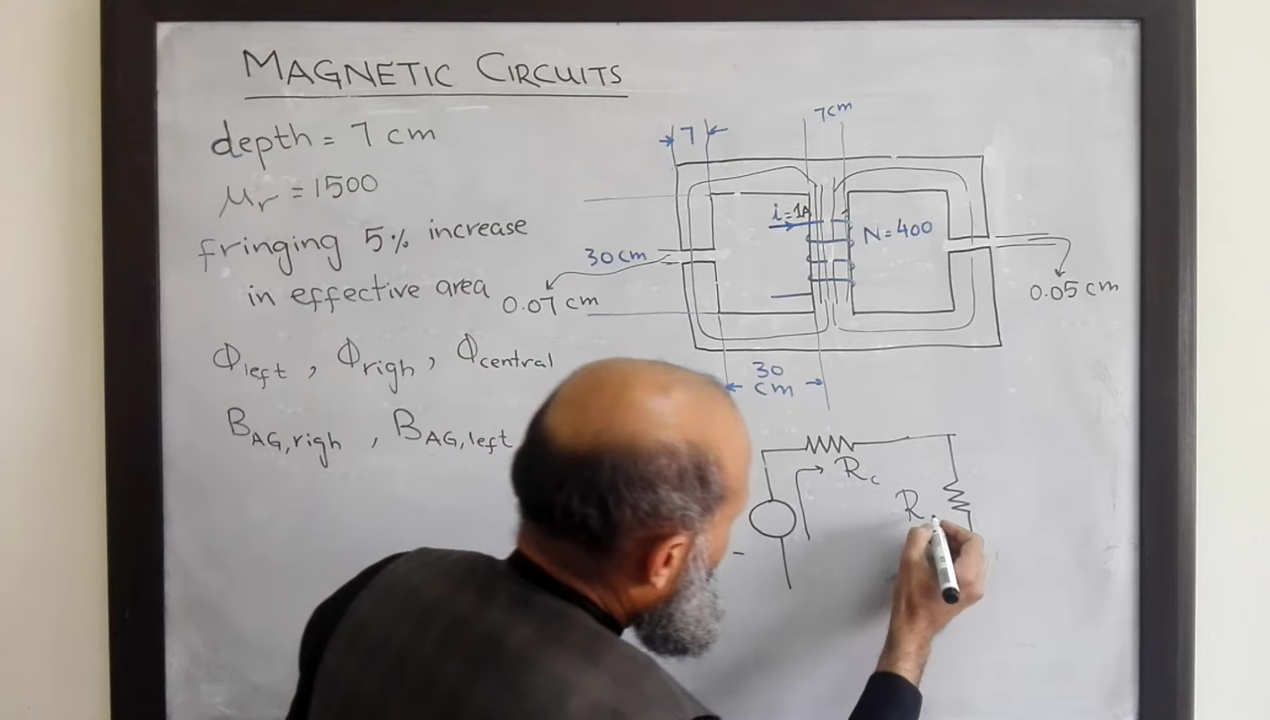 MAGNETIC CIRCUITS
depth = 7 cm
μr = 1500
fringing 5% increase
in effective area
Φleft , Φrigh , Φcentral
BAG,righ , BAG,left
7
7cm
i=1A
N=400
30cm
0.07 cm
0.05 cm
30
cm
Rc
R
-